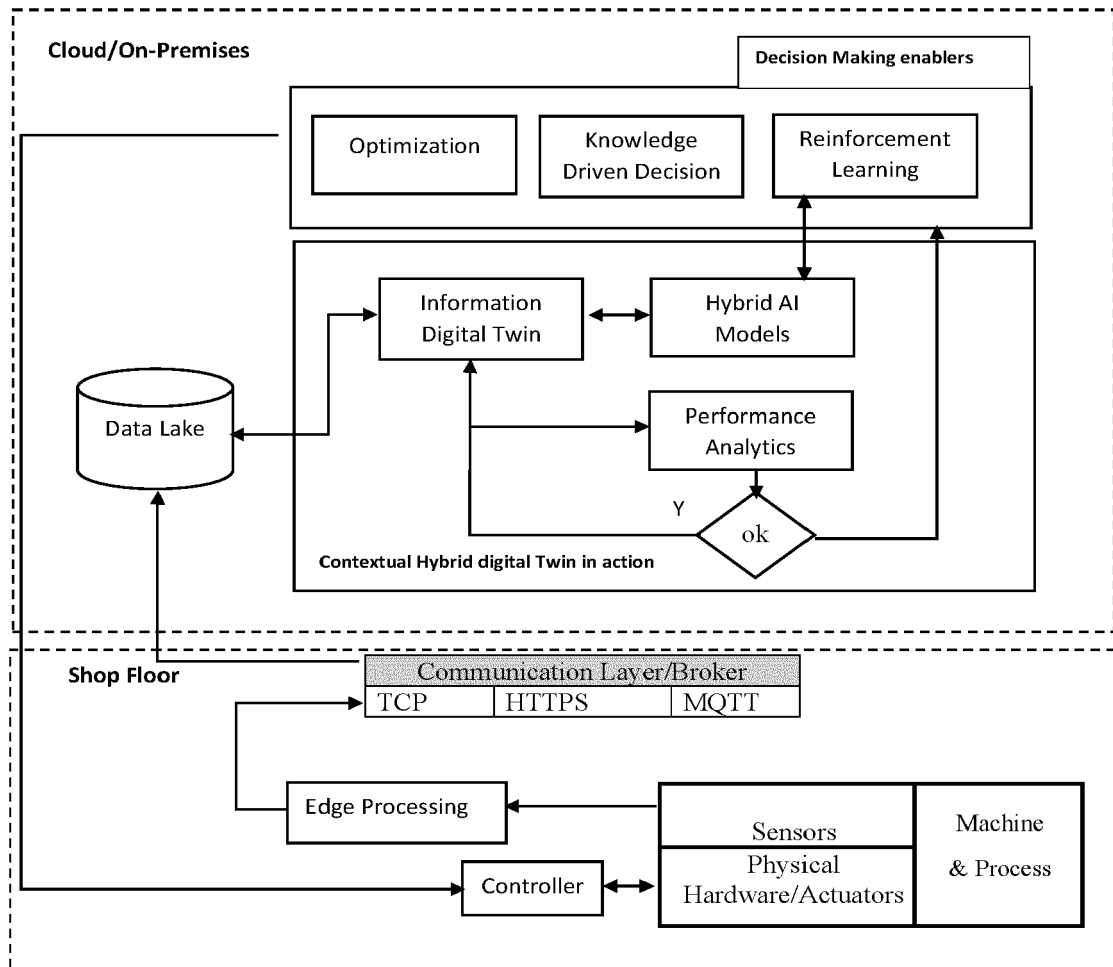 Cloud/On-Premises
Decision Making enablers
Optimization
Knowledge
Driven Decision
Reinforcement
Learning
Information
Digital Twin
Hybrid AI
Models
Data Lake
Performance
Analytics
Y
ok
Contextual Hybrid digital Twin in action
Shop Floor
Communication Layer/Broker
TCP
HTTPS
MQTT
Edge Processing
Sensors
Machine
& Process
Controller
Physical
Hardware/Actuators